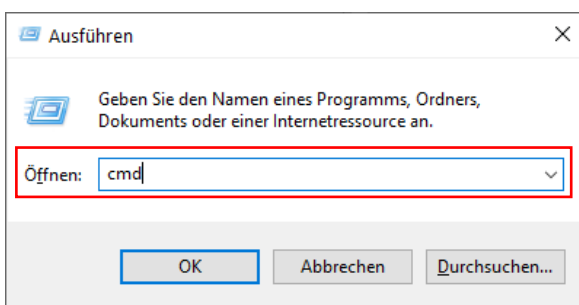 Ausführen
Geben Sie den Namen eines Programms, Ordners,
Dokuments oder einer Internetressource an.
Öffnen: cmd
OK Abbrechen Durchsuchen...